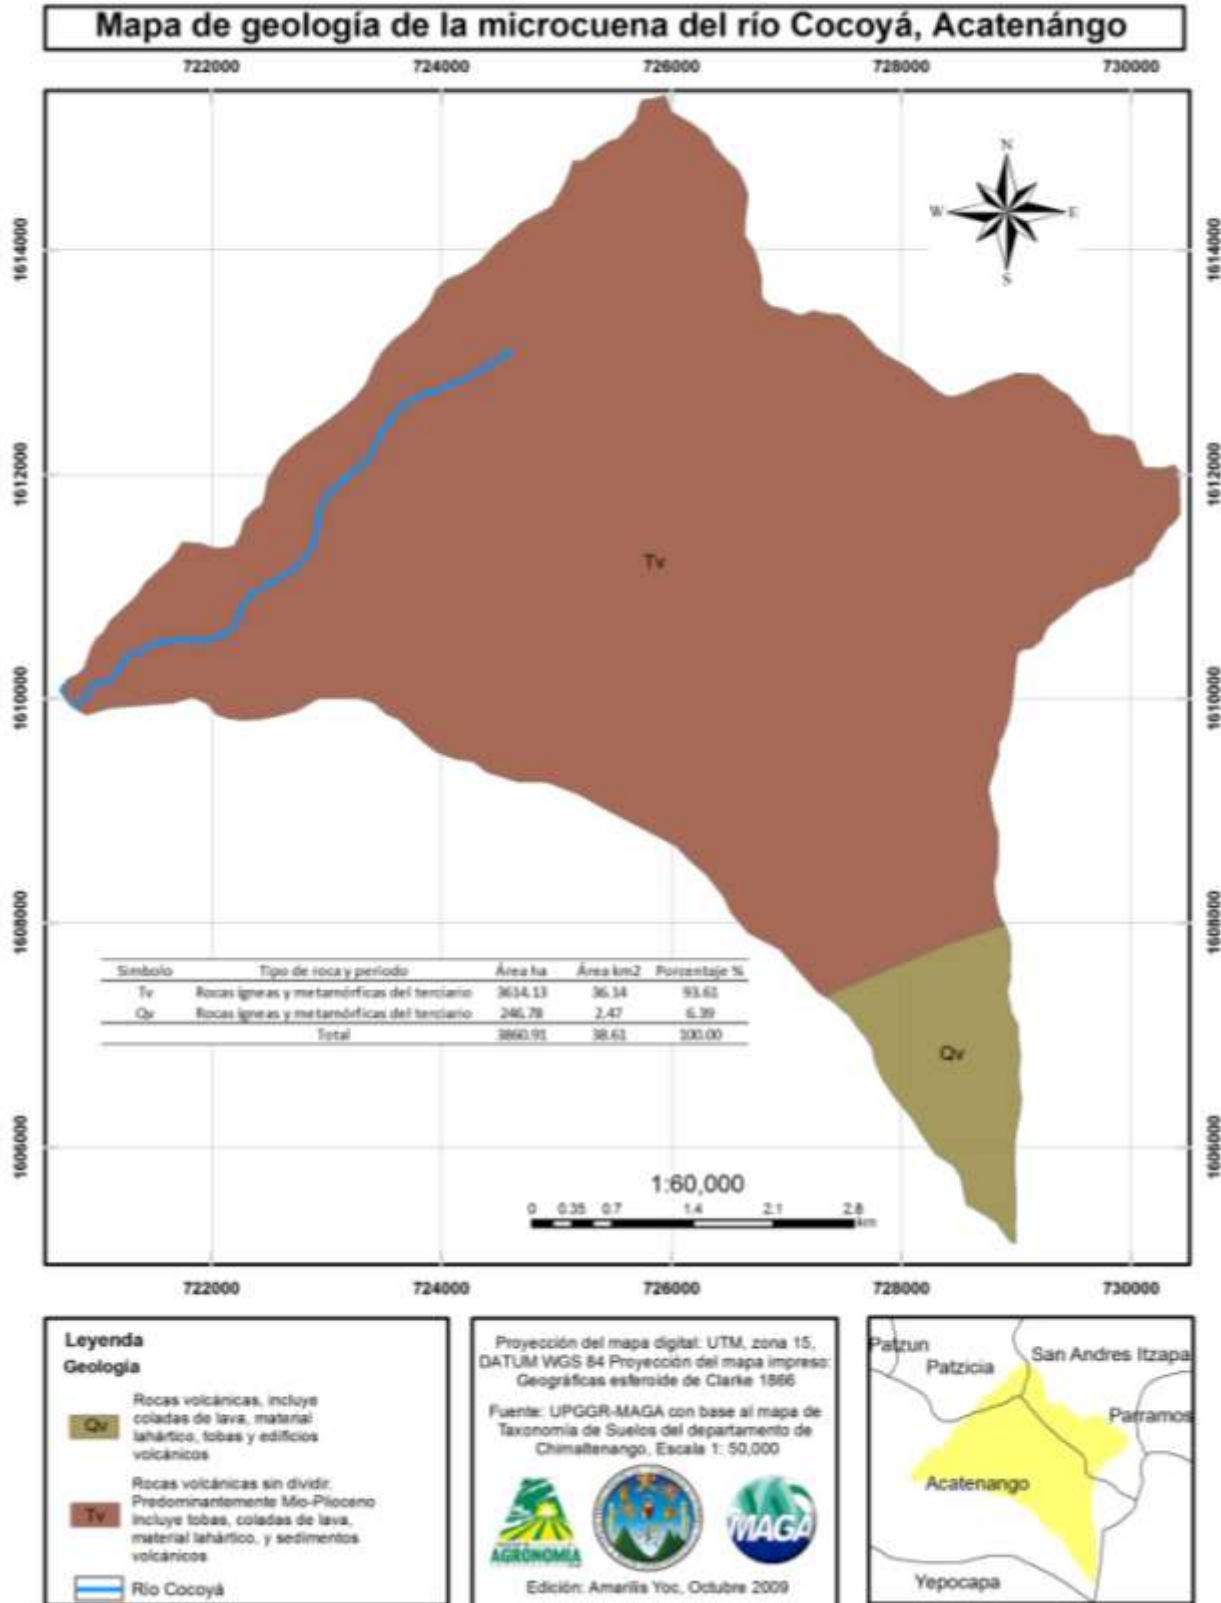 Mapa de geología de la microcuena del río Cocoyá, Acatenángo
722000 724000 726000 728000 730000
N
W E
S
1614000 1614000
1612000 1612000
Tv
1610000 1610000
1608000 1608000
Simbolo Tipo de roca y periodo Área ha Área km2 Porcentaje %
Tv Rocas ígneas y metamórficas del terciario 3614.13 36.14 93.61
Qv Rocas ígneas y metamórficas del terciario 246.78 2.47 6.39
Total 3860.91 38.61 100.00
Qv
1606000 1606000
1:60,000
0 0.35 0.7 1.4 2.1 2.8
km
722000 724000 726000 728000 730000
Leyenda
Geología
Qv
Rocas volcánicas, incluye
coladas de lava, material
lahártico, tobas y edificios
volcánicos
Tv
Rocas volcánicas sin dividir.
Predominantemente Mio-Plioceno
Incluye tobas, coladas de lava,
material lahártico, y sedimentos
volcánicos
Río Cocoyá
Proyección del mapa digital: UTM, zona 15,
DATUM WGS 84 Proyección del mapa impreso:
Geográficas esferoide de Clarke 1866
Fuente: UPGGR-MAGA con base al mapa de
Taxonomía de Suelos del departamento de
Chimaltenango, Escala 1: 50,000
AGRONOMIA
MAGA
Edición: Amarilis Yoc, Octubre 2009
Patzun
Patzicia
San Andres Itzapa
Parramos
Acatenango
Yepocapa